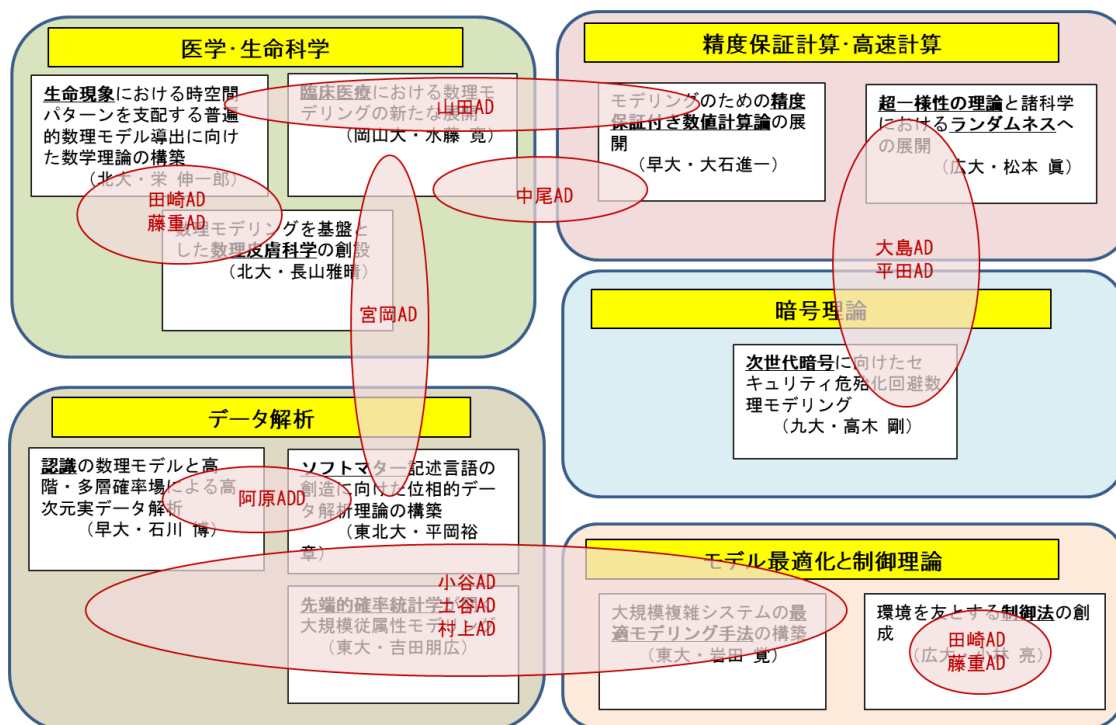 医学・生命科学
生命現象における時空間
パターンを支配する普遍
的数理モデル導出に向け
た数学理論の構築
（北大・栄 伸一郎）
臨床医療における数理モ
デリングの新たな展開
（岡山大・水藤 寛）
山田AD
田崎AD
藤重AD
数理モデリングを基盤と
した数理皮膚科学の創設
（北大・長山雅晴）
宮岡AD
中尾AD
精度保証計算・高速計算
モデリングのための精度
保証付き数値計算論の展
開
（早大・大石進一）
超一様性の理論と諸科学
におけるランダムネスへ
の展開
（広大・松本 眞）
大島AD
平田AD
暗号理論
次世代暗号に向けたセ
キュリティ危殆化回避数
理モデリング
（九大・高木 剛）
データ解析
認識の数理モデルと高
階・多層確率場による高
次元実データ解析
（早大・石川 博）
阿原ADD
ソフトマター記述言語の
創造に向けた位相的デー
タ解析理論の構築
（東北大・平岡裕
章）
小谷AD
土谷AD
村上AD
先端的確率統計学が
大規模従属性モデリング
（東大・吉田朋広）
モデル最適化と制御理論
大規模複雑システムの最
適モデリング手法の構築
（東大・岩田 覚）
環境を友とする制御法の創
成
（広大・小林 亮）
田崎AD
藤重AD